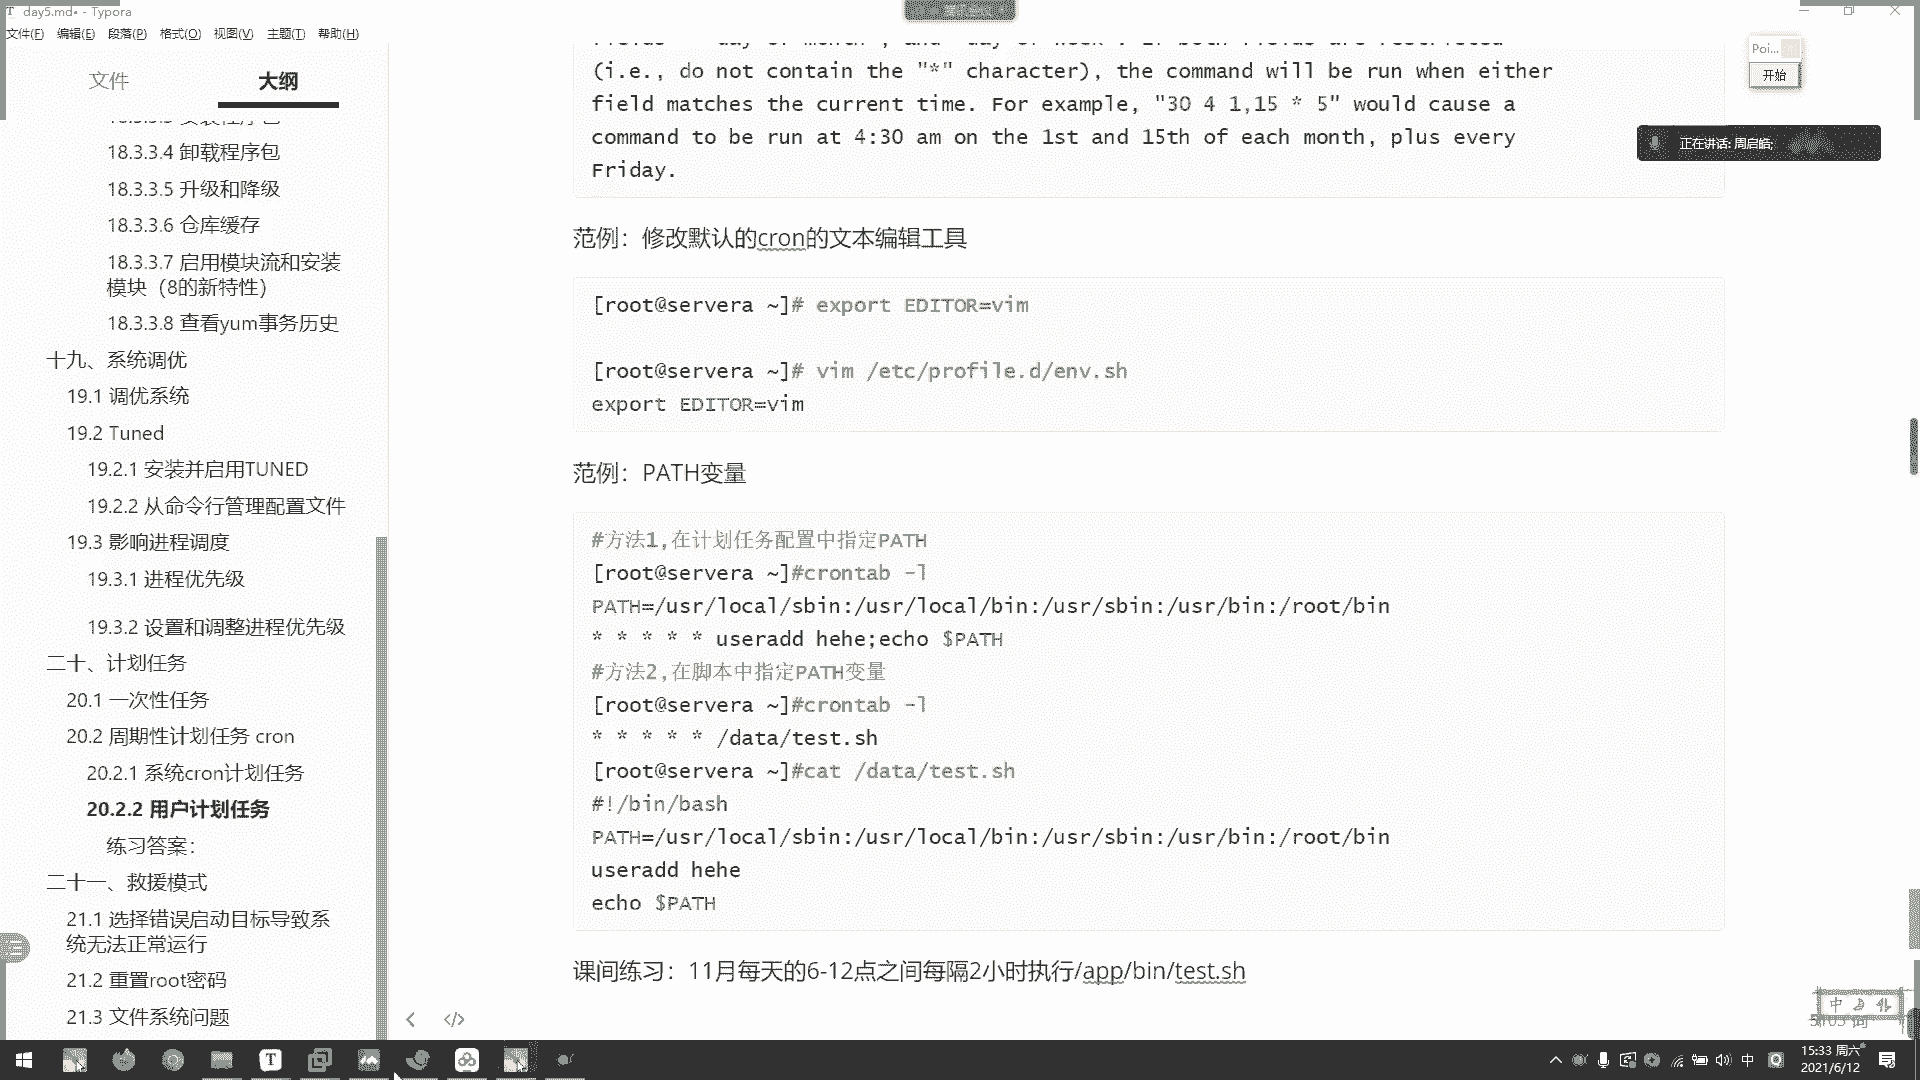 day5.md• - Typora
文件(F) 编辑(E) 段落(P) 格式(O) 视图(V) 主题(T) 帮助(H)
文件 大纲
18.3.3.4 卸载程序包
18.3.3.5 升级和降级
18.3.3.6 仓库缓存
18.3.3.7 启用模块流和安装
模块（8的新特性）
18.3.3.8 查看yum事务历史
十九、系统调优
19.1 调优系统
19.2 Tuned
19.2.1 安装并启用TUNED
19.2.2 从命令行管理配置文件
19.3 影响进程调度
19.3.1 进程优先级
19.3.2 设置和调整进程优先级
二十、计划任务
20.1 一次性任务
20.2 周期性计划任务 cron
20.2.1 系统cron计划任务
20.2.2 用户计划任务
练习答案：
二十一、救援模式
21.1 选择错误启动目标导致系
统无法正常运行
21.2 重置root密码
21.3 文件系统问题
(i.e., do not contain the "*" character), the command will be run when either
field matches the current time. For example, "30 4 1,15 * 5" would cause a
command to be run at 4:30 am on the 1st and 15th of each month, plus every
Friday.
范例：修改默认的cron的文本编辑工具
[root@servera ~]# export EDITOR=vim
[root@servera ~]# vim /etc/profile.d/env.sh
export EDITOR=vim
范例：PATH变量
#方法1,在计划任务配置中指定PATH
[root@servera ~]#crontab -l
PATH=/usr/local/sbin:/usr/local/bin:/usr/sbin:/usr/bin:/root/bin
* * * * * useradd hehe;echo $PATH
#方法2,在脚本中指定PATH变量
[root@servera ~]#crontab -l
* * * * * /data/test.sh
[root@servera ~]#cat /data/test.sh
#!/bin/bash
PATH=/usr/local/sbin:/usr/local/bin:/usr/sbin:/usr/bin:/root/bin
useradd hehe
echo $PATH
课间练习：11月每天的6-12点之间每隔2小时执行/app/bin/test.sh
Poi...
开始
正在讲话: 周启皓;
中
中
15:33 周六
2021/6/12